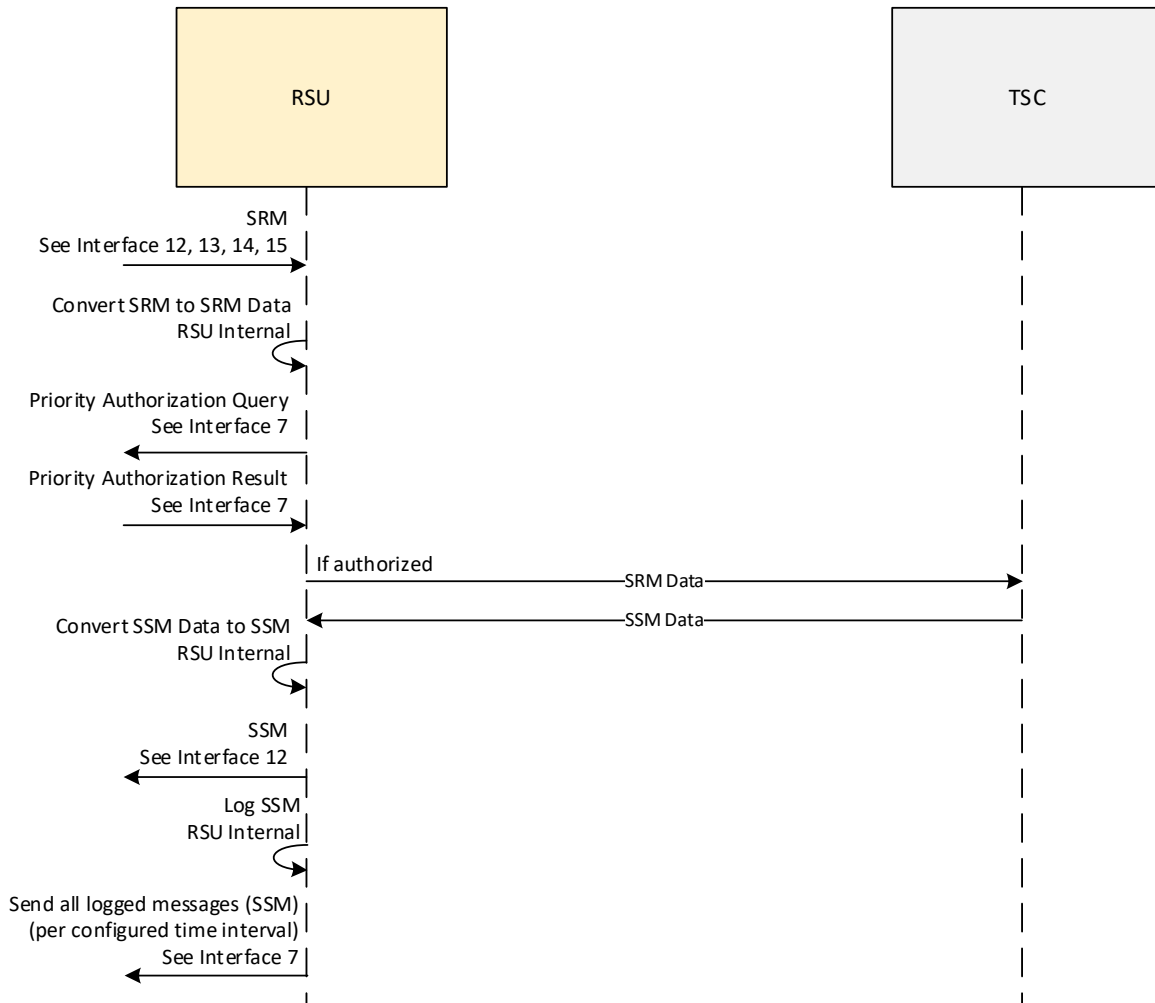 RSU
TSC
SRM
See Interface 12, 13, 14, 15
Convert SRM to SRM Data
RSU Internal
Priority Authorization Query
See Interface 7
Priority Authorization Result
See Interface 7
If authorized
SRM Data
SSM Data
Convert SSM Data to SSM
RSU Internal
SSM
See Interface 12
Log SSM
RSU Internal
Send all logged messages (SSM)
(per configured time interval)
See Interface 7